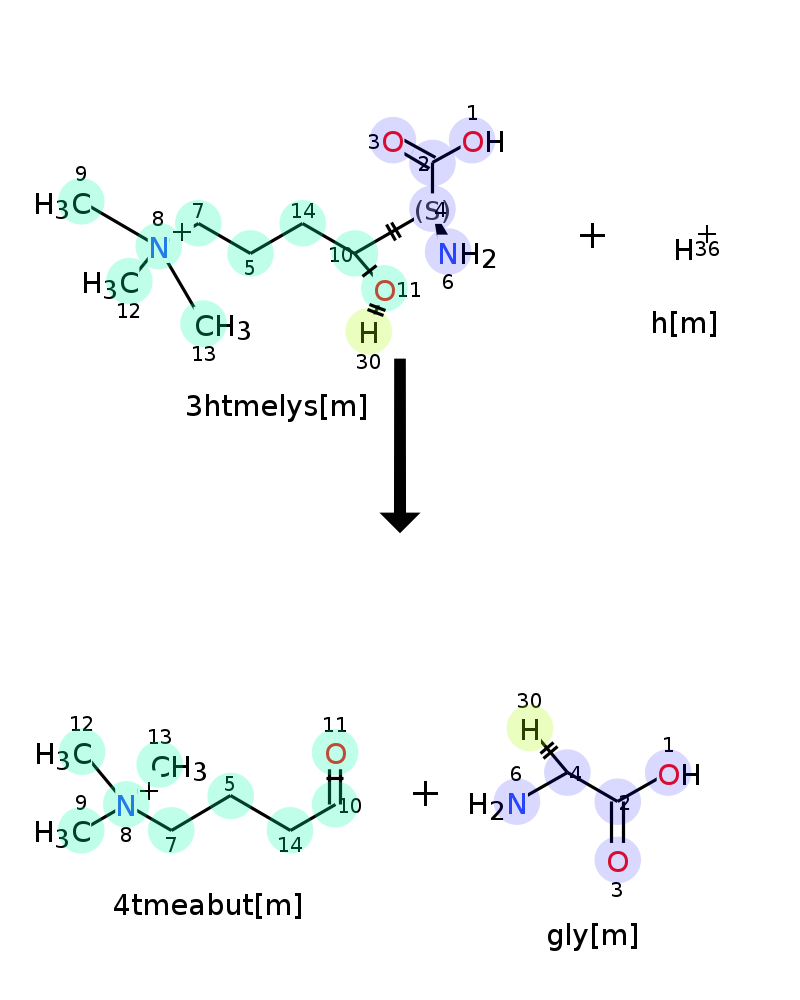 1
3 O OH
2
9
H3C
(S) 4
8 7 14
N +
10
5
NH2
6
H3C
12
O 11
CH3
13
H
30
+
H + 36
h[m]
3htmelys[m]
12
H3C
13
CH3
11
O
5
+
9
H3C
N
8
7
14
10
4tmeabut[m]
+
30
H
6
4
1
OH
H2N
2
O
3
gly[m]